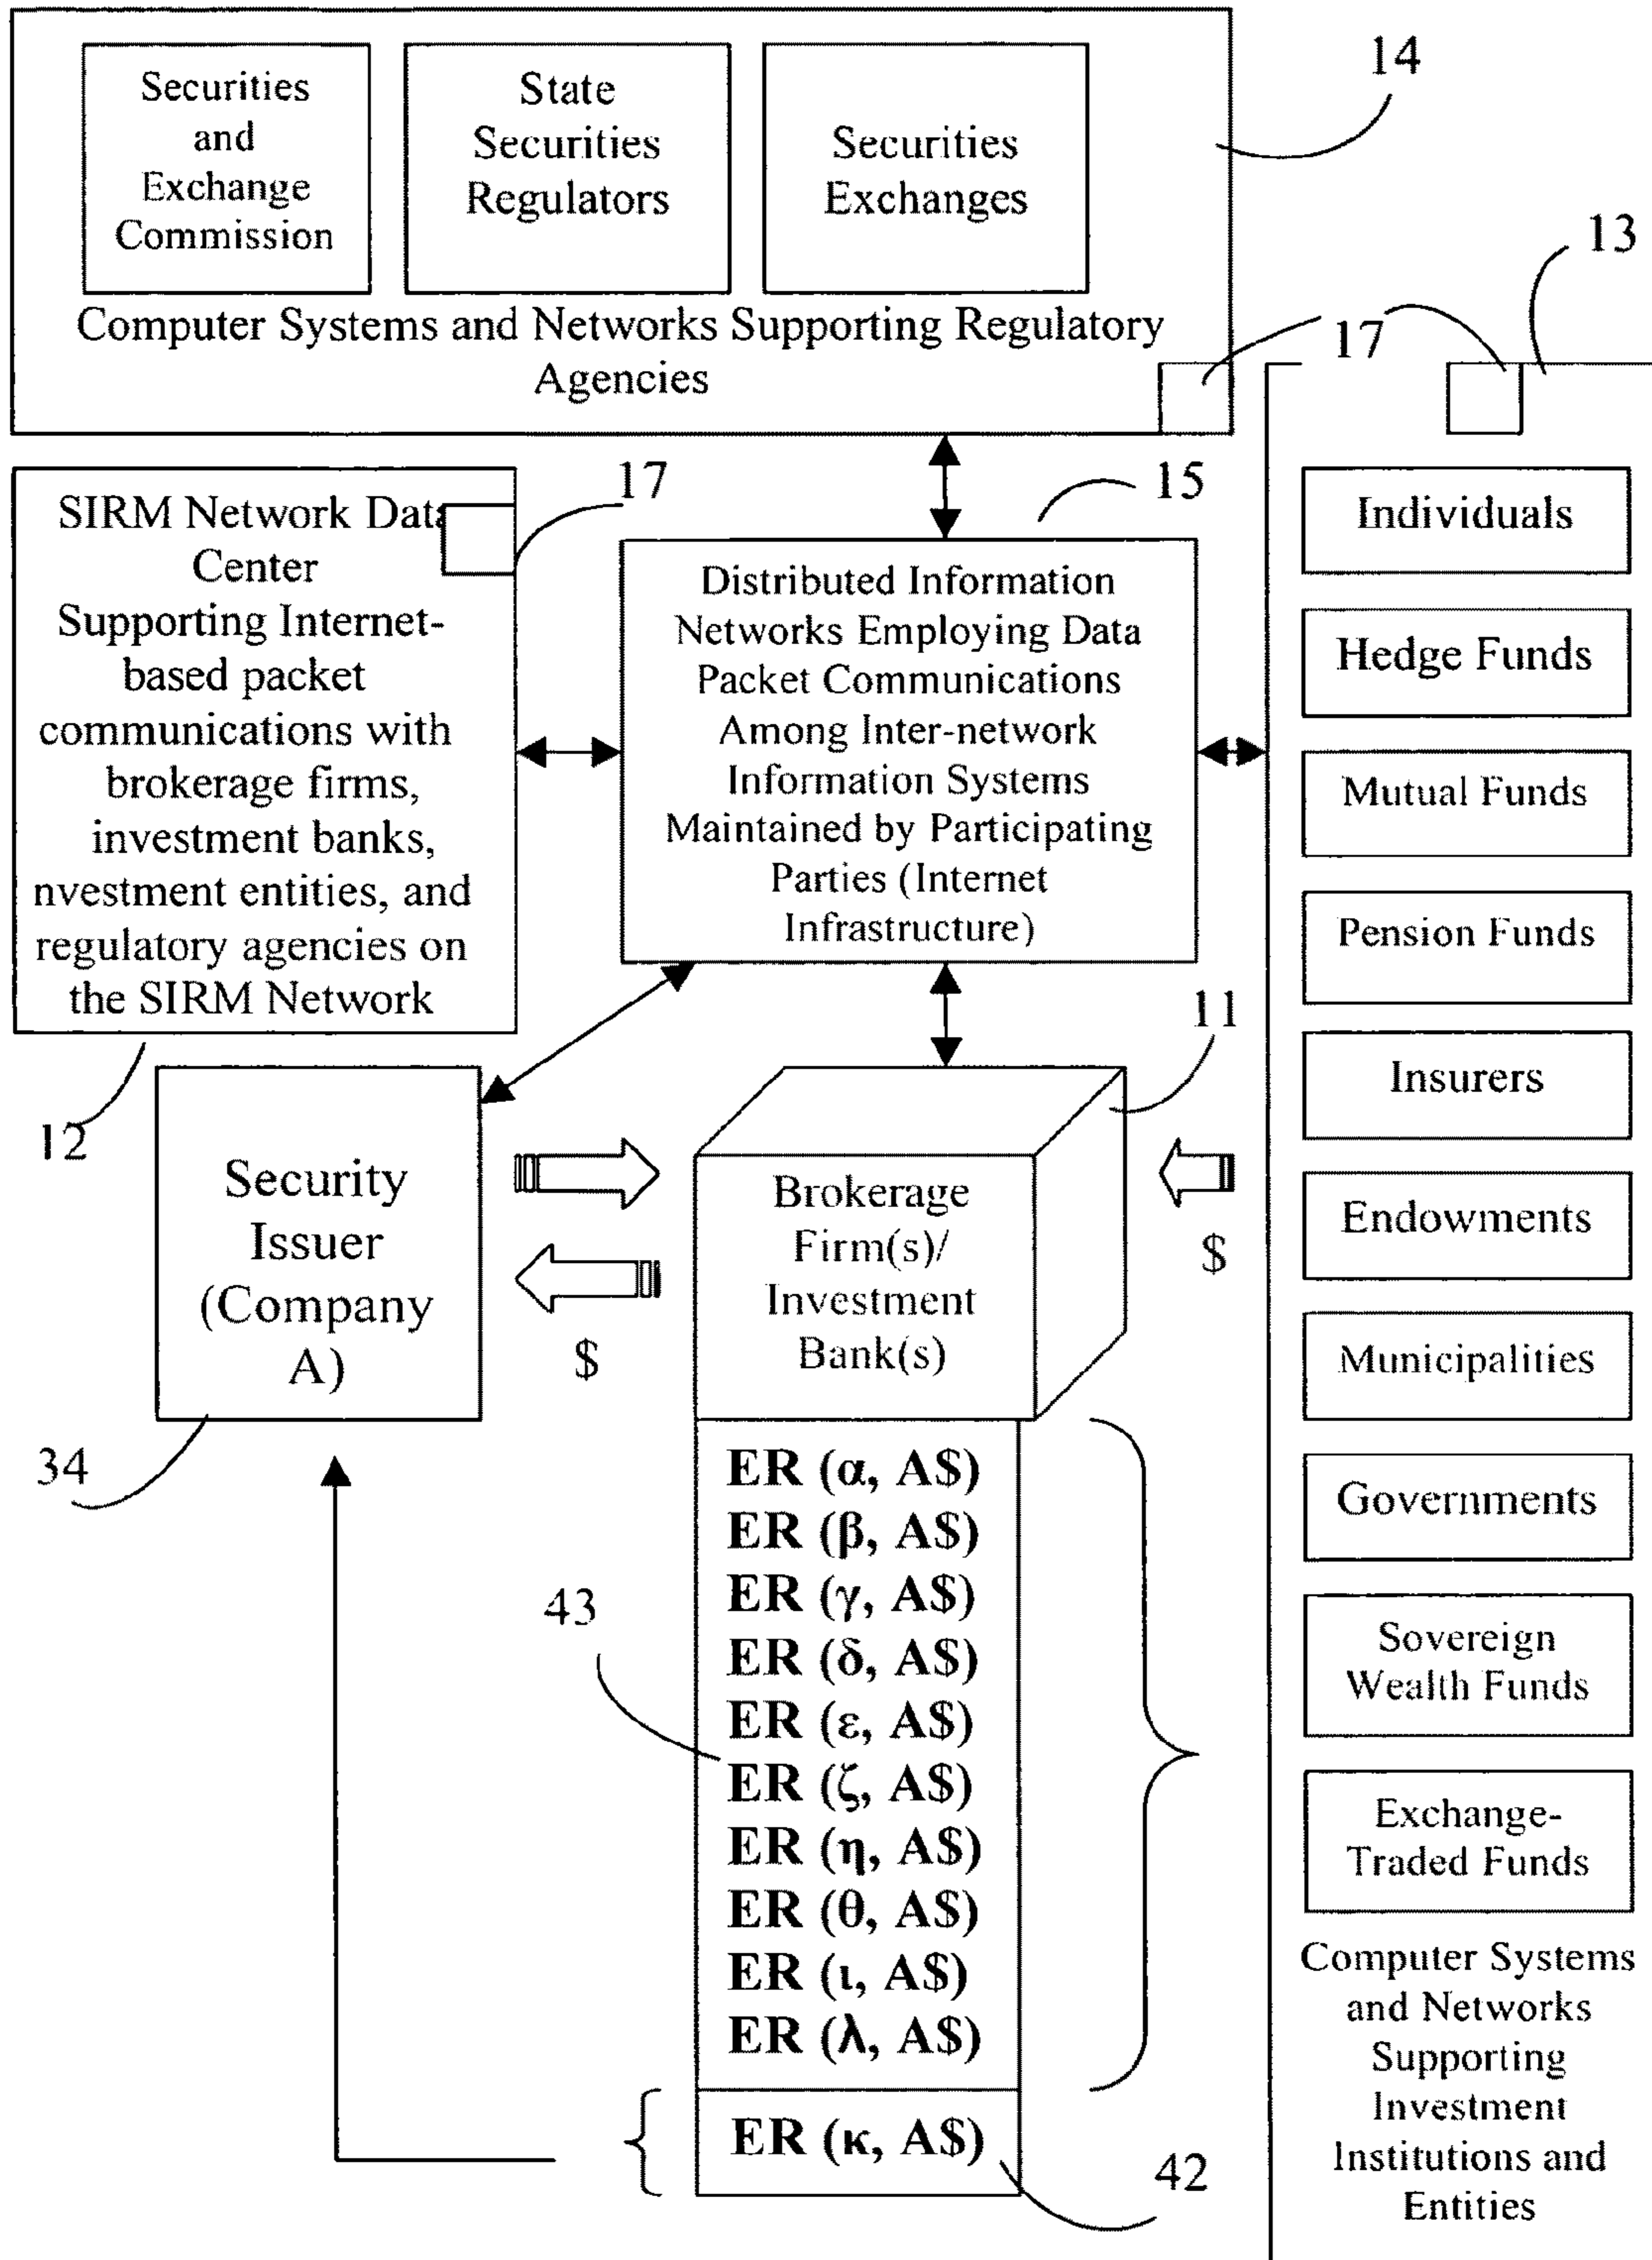 Securities
and
Exchange
Commission
State
Securities
Regulators
Securities
Exchanges
Computer Systems and Networks Supporting Regulatory
Agencies
14
13
17
SIRM Network Data
Center
Supporting Internet-
based packet
communications with
brokerage firms,
investment banks,
nvestment entities, and
regulatory agencies on
the SIRM Network
17
12
15
Distributed Information
Networks Employing Data
Packet Communications
Among Inter-network
Information Systems
Maintained by Participating
Parties (Internet
Infrastructure)
11
Security
Issuer
(Company
A)
34
$
Brokerage
Firm(s)/
Investment
Bank(s)
$
43
ER (α, A$)
ER (β, A$)
ER (γ, A$)
ER (δ, A$)
ER (ε, A$)
ER (ζ, A$)
ER (η, A$)
ER (θ, A$)
ER (ι, A$)
ER (λ, A$)
ER (κ, A$)
42
Individuals
Hedge Funds
Mutual Funds
Pension Funds
Insurers
Endowments
Municipalities
Governments
Sovereign
Wealth Funds
Exchange-
Traded Funds
Computer Systems
and Networks
Supporting
Investment
Institutions and
Entities